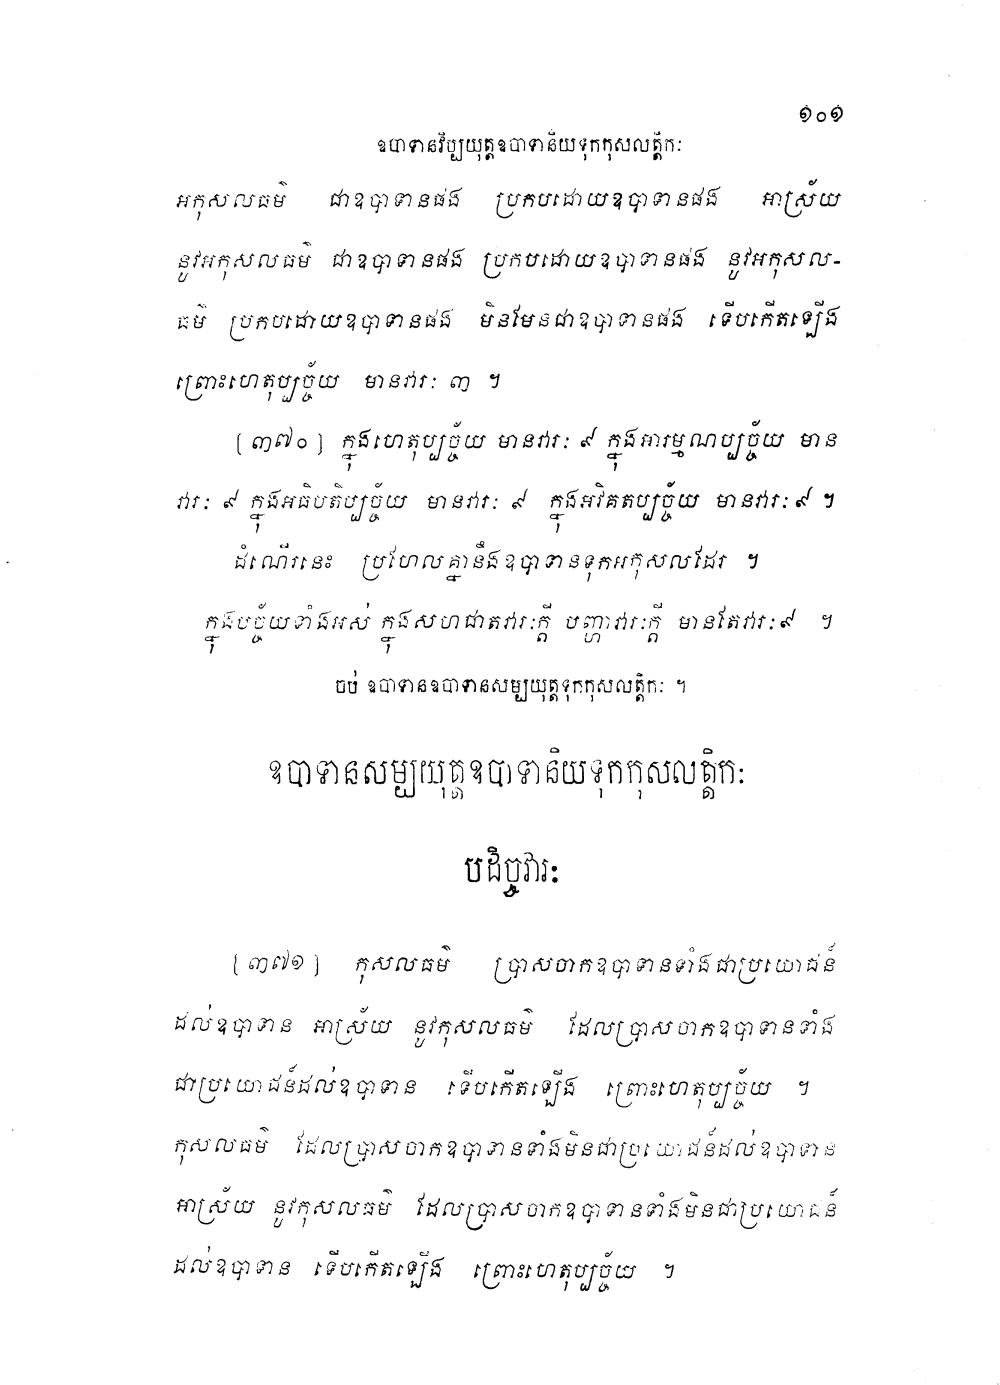 ១០១
ឧបាទានវិប្បយុត្តឧបាទានិយទុកកុសលត្តិកៈ
អកុសលធម៌ ជាឧបាទានផង ប្រកបដោយឧបាទានផង អាស្រ័យ
នូវអកុសលធម៌ ជាឧបាទានផង ប្រកបដោយឧបាទានផង នូវអកុសល-
ធម៌ ប្រកបដោយឧបាទានផង មិនមែនជាឧបាទានផង ទើបកើតឡើង
ព្រោះហេតុប្បច្ច័យ មានវារៈ ៣ ។
[៣៧០] ក្នុងហេតុប្បច្ច័យ មានវារៈ ៩ ក្នុងអារម្មណប្បច្ច័យ មាន
វារៈ ៩ ក្នុងអធិបតិប្បច្ច័យ មានវារៈ ៩ ក្នុងអវិគតប្បច្ច័យ មានវារៈ ៩ ។
ដំណើរនេះ ប្រហែលគ្នានឹងឧបាទានទុកអកុសលដែរ ។
ក្នុងបច្ច័យទាំងអស់ ក្នុងសហជាតវារៈក្តី បញ្ហាវារៈក្តី មានតែវារៈ ៩ ។
ចប់ ឧបាទានឧបាទានសម្បយុត្តទុកកុសលត្តិកៈ ។
ឧបាទានសម្បយុត្តឧបាទានិយទុកកុសលត្តិកៈ
បដិច្ចវារៈ
[៣៧១] កុសលធម៌ ប្រាសចាកឧបាទានទាំងជាប្រយោជន៍
ដល់ឧបាទាន អាស្រ័យ នូវកុសលធម៌ ដែលប្រាសចាកឧបាទានទាំង
ជាប្រយោជន៍ដល់ឧបាទាន ទើបកើតឡើង ព្រោះហេតុប្បច្ច័យ ។
កុសលធម៌ ដែលប្រាសចាកឧបាទានទាំងមិនជាប្រយោជន៍ដល់ឧបាទាន
អាស្រ័យ នូវកុសលធម៌ ដែលប្រាសចាកឧបាទានទាំងមិនជាប្រយោជន៍
ដល់ឧបាទាន ទើបកើតឡើង ព្រោះហេតុប្បច្ច័យ ។